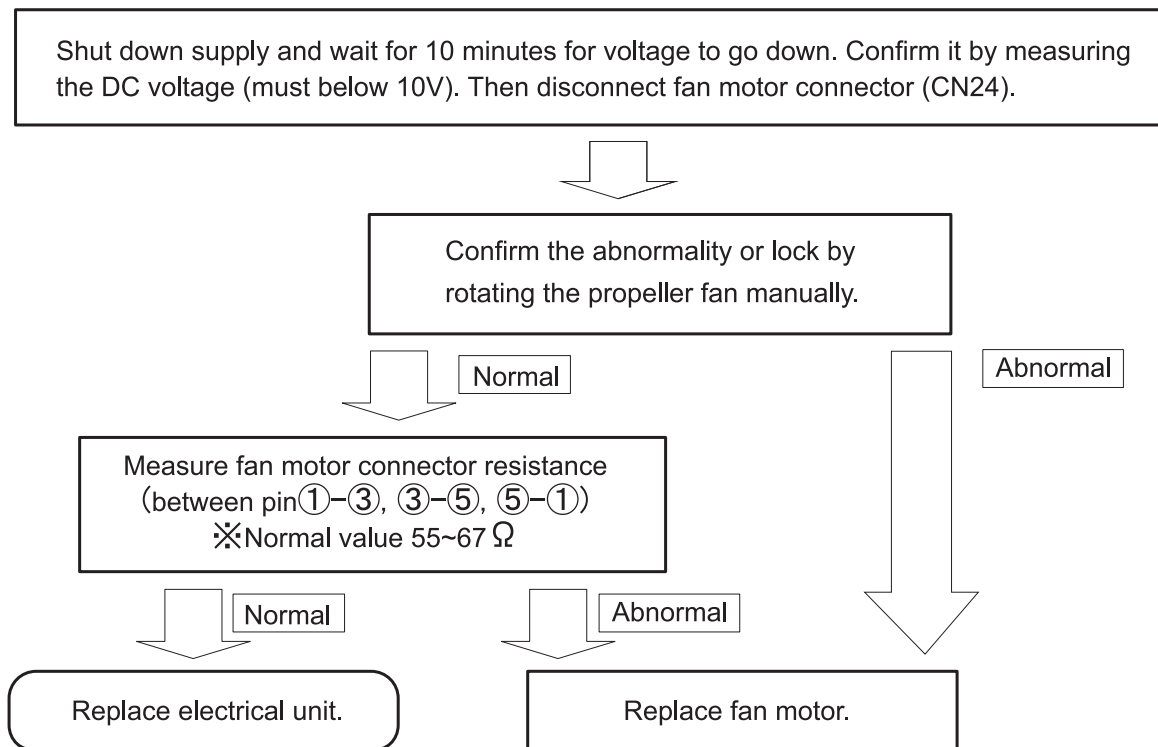 Shut down supply and wait for 10 minutes for voltage to go down. Confirm it by measuring
the DC voltage (must below 10V). Then disconnect fan motor connector (CN24).
Confirm the abnormality or lock by
rotating the propeller fan manually.
Normal
Abnormal
Measure fan motor connector resistance
(between pin①-③, ③-⑤, ⑤-①)
※Normal value 55~67 Ω
Normal
Abnormal
Replace electrical unit.
Replace fan motor.